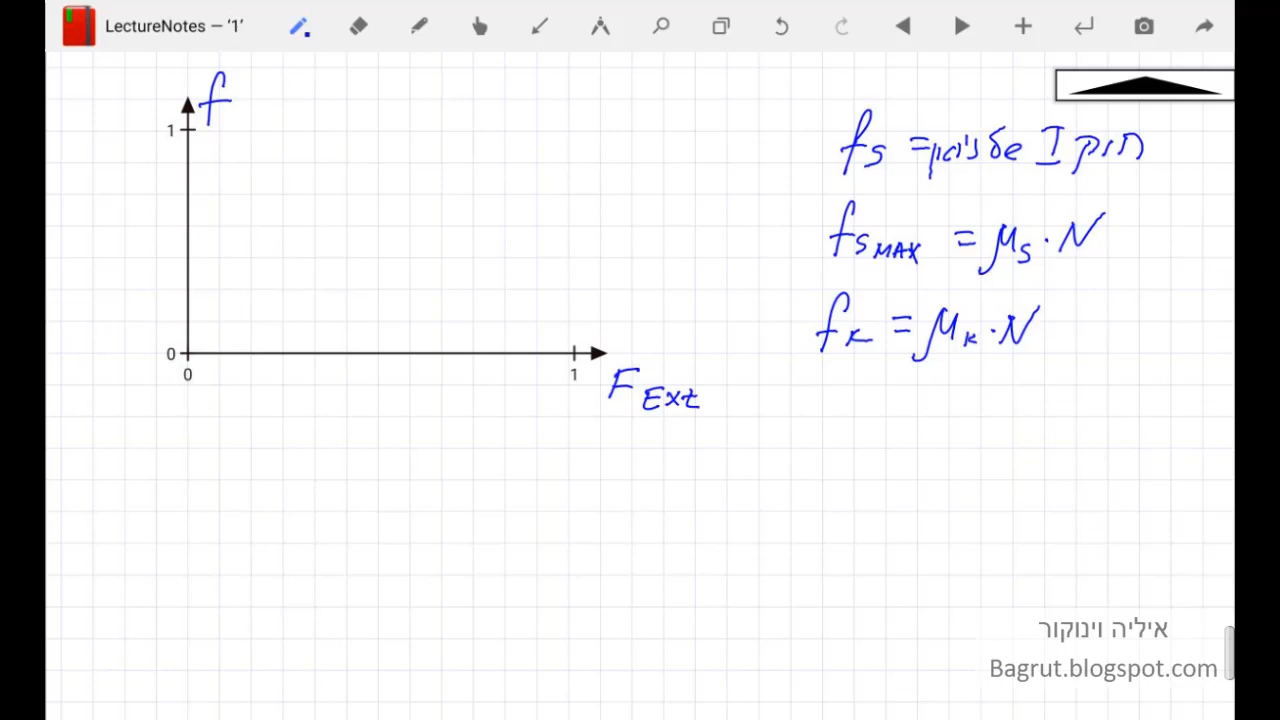 LectureNotes – '1'
f
1
0
0
1
F Ext
fs = חוק I של ניוטון
fs MAX = μs · N
fk = μk · N
איליה וינוקור
Bagrut.blogspot.com